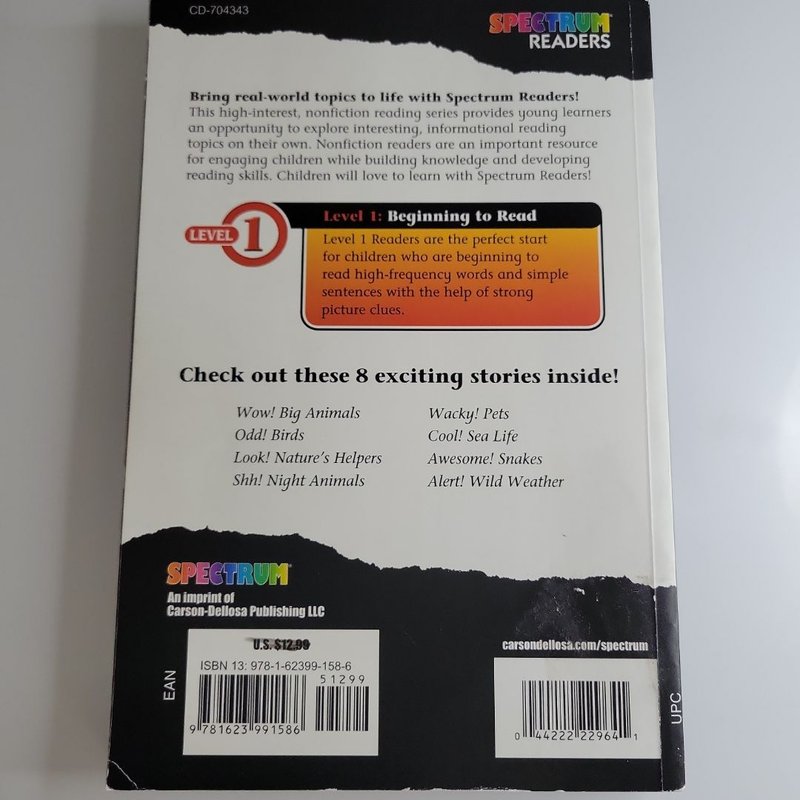 CD-704343
SPECTRUM
READERS
Bring real-world topics to life with Spectrum Readers!
This high-interest, nonfiction reading series provides young learners
an opportunity to explore interesting, informational reading
topics on their own. Nonfiction readers are an important resource
for engaging children while building knowledge and developing
reading skills. Children will love to learn with Spectrum Readers!
LEVEL 1
Level 1: Beginning to Read
Level 1 Readers are the perfect start
for children who are beginning to
read high-frequency words and simple
sentences with the help of strong
picture clues.
Check out these 8 exciting stories inside!
Wow! Big Animals
Odd! Birds
Look! Nature's Helpers
Shh! Night Animals
Wacky! Pets
Cool! Sea Life
Awesome! Snakes
Alert! Wild Weather
SPECTRUM
An imprint of
Carson-Dellosa Publishing LLC
U.S. $12.99
ISBN 13: 978-1-62399-158-6
51299
EAN
9 781623 991586
carsondellosa.com/spectrum
0 44222 22964 1
UPC